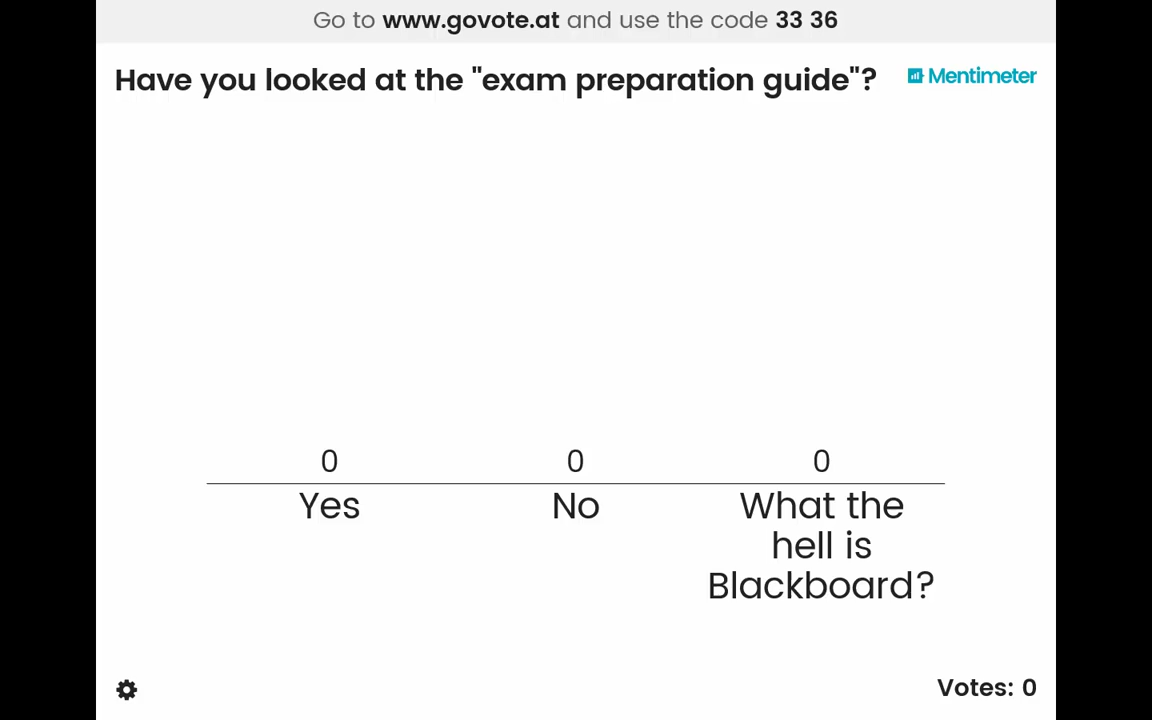 Go to www.govote.at and use the code 33 36
Have you looked at the "exam preparation guide"?
Mentimeter
0
0
0
Yes
No
What the
hell is
Blackboard?
Votes: 0